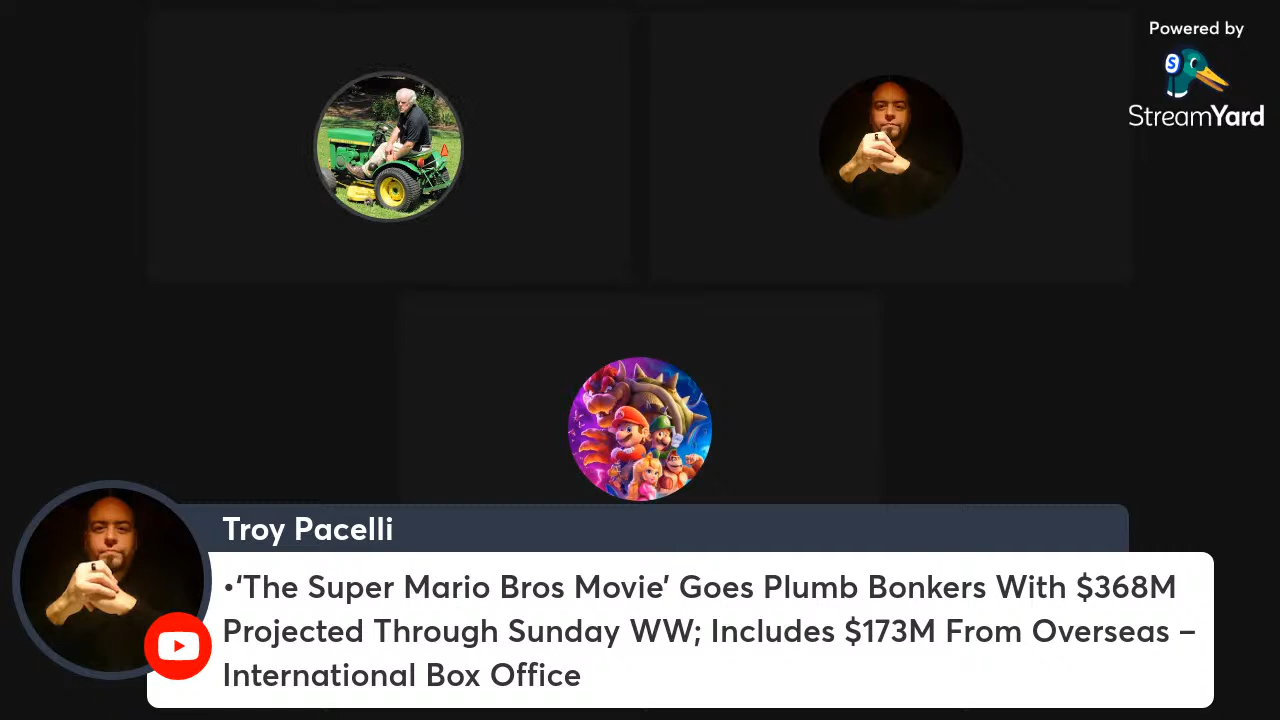 Powered by
StreamYard
Troy Pacelli
•‘The Super Mario Bros Movie’ Goes Plumb Bonkers With $368M
Projected Through Sunday WW; Includes $173M From Overseas –
International Box Office